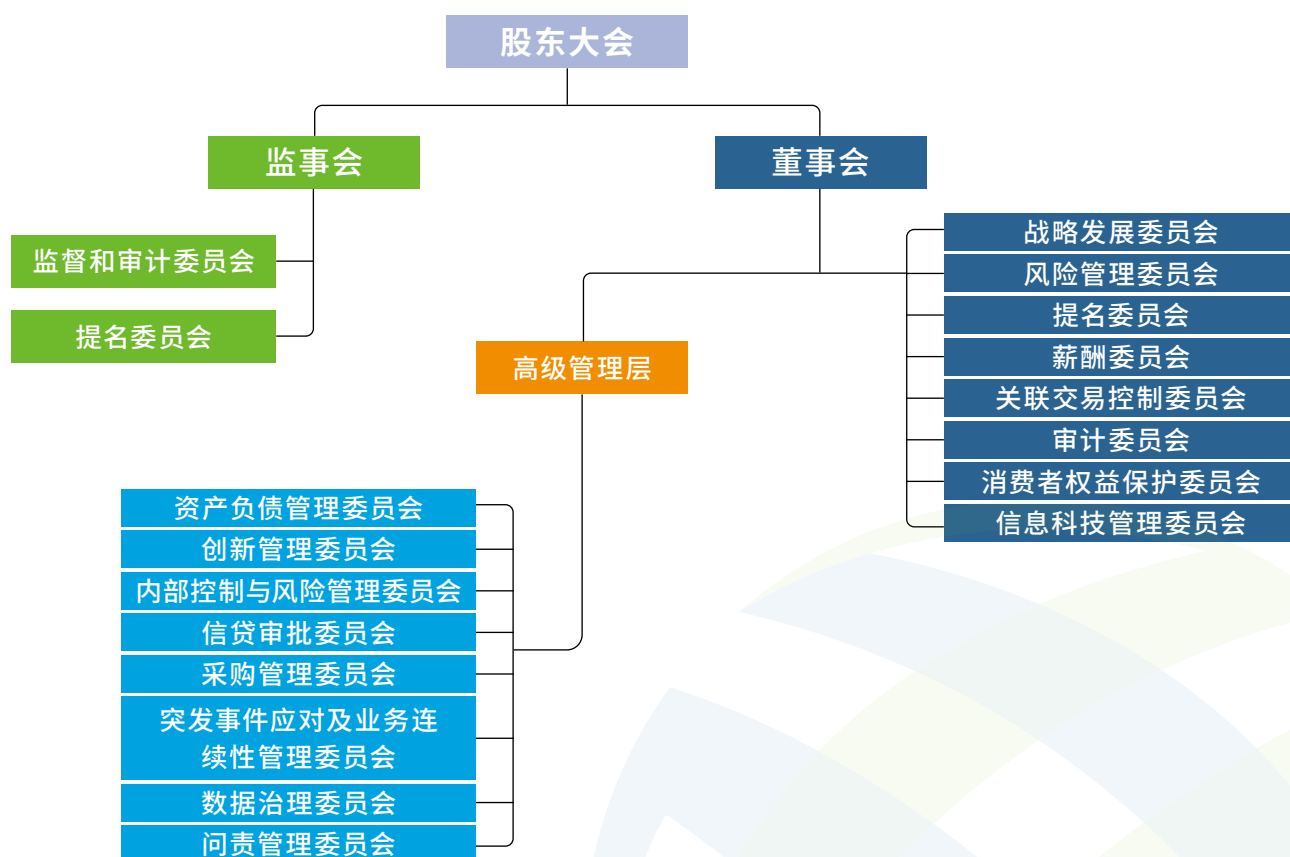 股东大会
监事会
董事会
监督和审计委员会
提名委员会
战略发展委员会
风险管理委员会
提名委员会
薪酬委员会
关联交易控制委员会
审计委员会
消费者权益保护委员会
信息科技管理委员会
高级管理层
资产负债管理委员会
创新管理委员会
内部控制与风险管理委员会
信贷审批委员会
采购管理委员会
突发事件应对及业务连
续性管理委员会
数据治理委员会
问责管理委员会